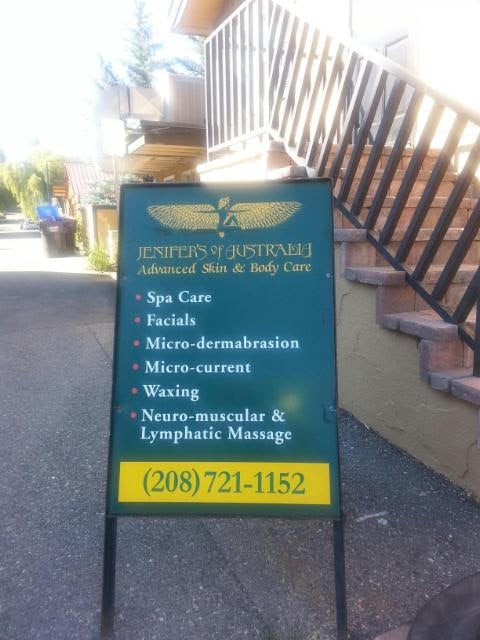 JENIFER'S OF AUSTRALIA
Advanced Skin & Body Care
• Spa Care
• Facials
• Micro-dermabrasion
• Micro-current
• Waxing
• Neuro-muscular &
Lymphatic Massage
(208) 721-1152